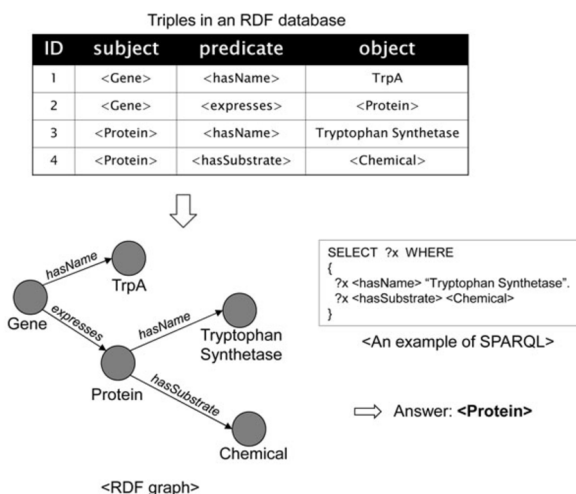 Triples in an RDF database
ID subject predicate object
1 <Gene> <hasName> TrpA
2 <Gene> <expresses> <Protein>
3 <Protein> <hasName> Tryptophan Synthetase
4 <Protein> <hasSubstrate> <Chemical>
hasName
TrpA
Gene
expresses
hasName
Tryptophan
Synthetase
Protein
hasSubstrate
Chemical
<RDF graph>
SELECT ?x WHERE
{
?x <hasName> “Tryptophan Synthetase”.
?x <hasSubstrate> <Chemical>
}
<An example of SPARQL>
Answer: <Protein>